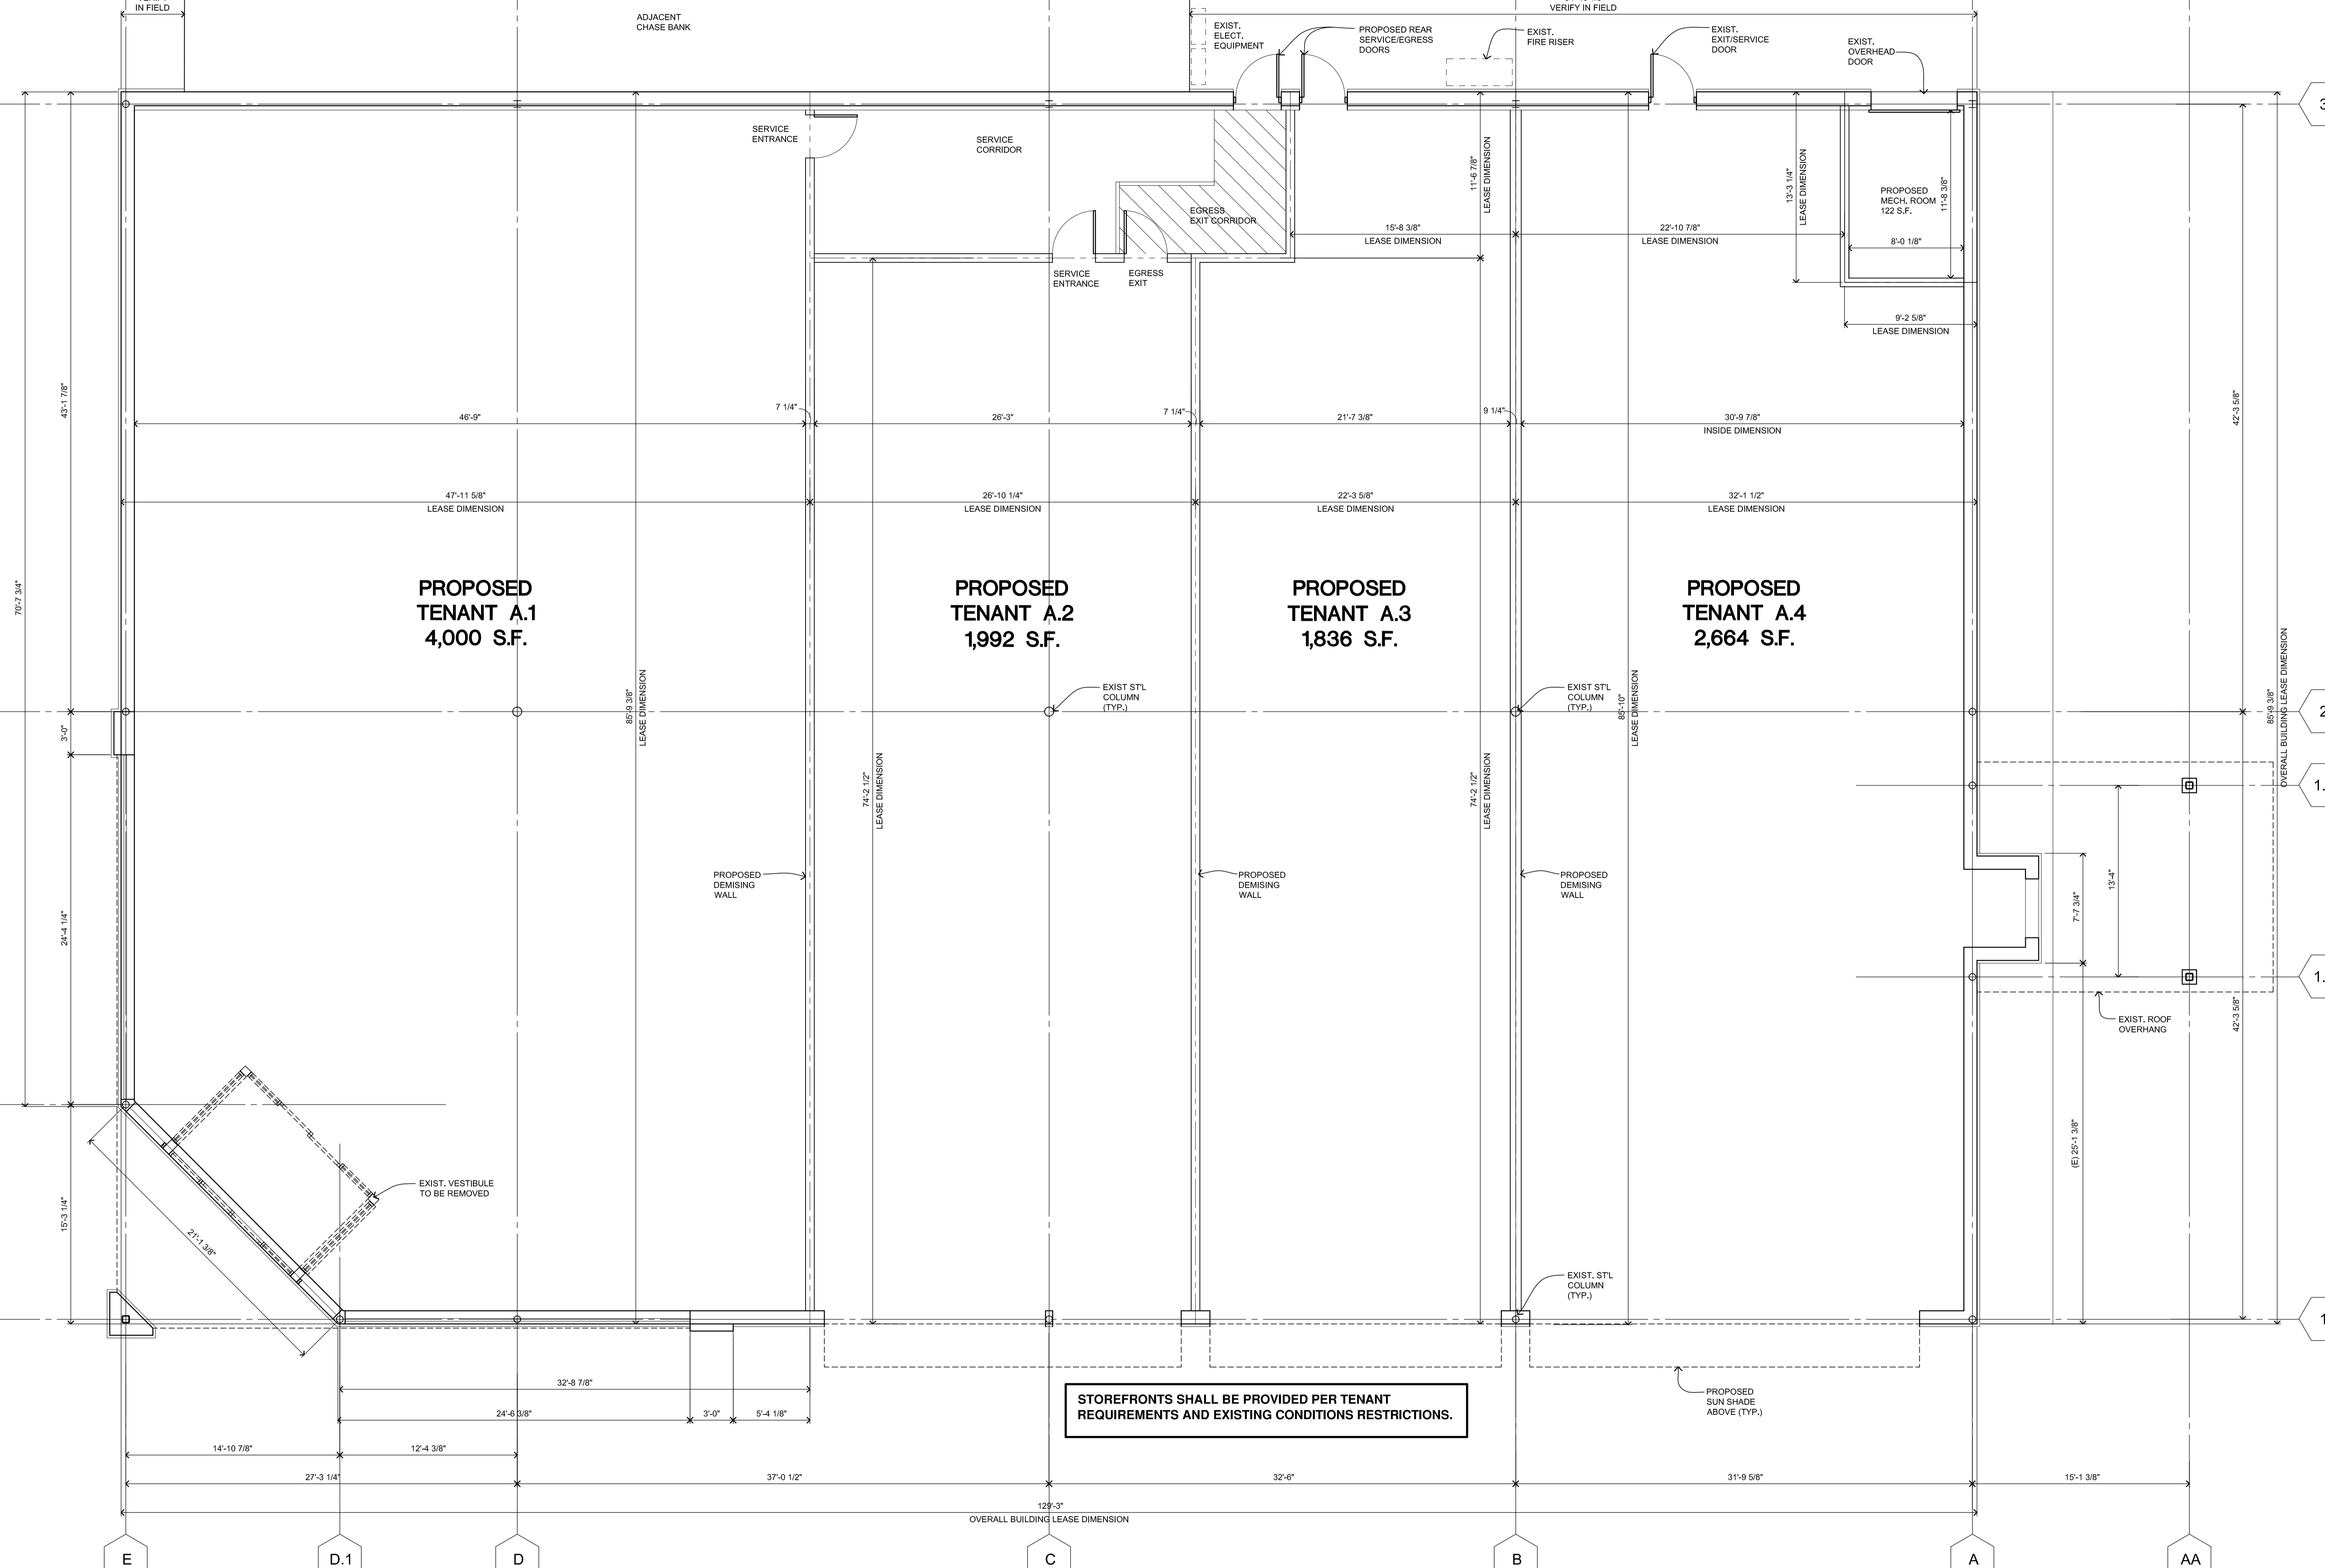 VERIFY
IN FIELD
ADJACENT
CHASE BANK
EXIST.
ELECT.
EQUIPMENT
VERIFY IN FIELD
PROPOSED REAR
SERVICE/EGRESS
DOORS
EXIST.
FIRE RISER
EXIST.
EXIT/SERVICE
DOOR
EXIST.
OVERHEAD
DOOR
3
SERVICE
ENTRANCE
SERVICE
CORRIDOR
EGRESS
EXIT CORRIDOR
SERVICE
ENTRANCE
EGRESS
EXIT
11'-6 7/8"
LEASE DIMENSION
15'-8 3/8"
LEASE DIMENSION
22'-10 7/8"
LEASE DIMENSION
13'-3 1/4"
LEASE DIMENSION
PROPOSED
MECH. ROOM
122 S.F.
11'-8 3/8"
8'-0 1/8"
9'-2 5/8"
LEASE DIMENSION
43'-1 7/8"
46'-9"
7 1/4"
26'-3"
7 1/4"
21'-7 3/8"
9 1/4"
30'-9 7/8"
INSIDE DIMENSION
42'-3 5/8"
47'-11 5/8"
LEASE DIMENSION
26'-10 1/4"
LEASE DIMENSION
22'-3 5/8"
LEASE DIMENSION
32'-1 1/2"
LEASE DIMENSION
70'-7 3/4"
PROPOSED
TENANT A.1
4,000 S.F.
PROPOSED
TENANT A.2
1,992 S.F.
PROPOSED
TENANT A.3
1,836 S.F.
PROPOSED
TENANT A.4
2,664 S.F.
85'-9 3/8"
LEASE DIMENSION
EXIST ST'L
COLUMN
(TYP.)
EXIST ST'L
COLUMN
(TYP.)
85'-10"
LEASE DIMENSION
85'-9 3/8"
OVERALL BUILDING LEASE DIMENSION
2
3'-0"
74'-2 1/2"
LEASE DIMENSION
74'-2 1/2"
LEASE DIMENSION
1.
PROPOSED
DEMISING
WALL
PROPOSED
DEMISING
WALL
PROPOSED
DEMISING
WALL
24'-4 1/4"
7'-7 3/4"
13'-4"
1.
EXIST. ROOF
OVERHANG
42'-3 5/8"
(E) 25'-1 3/8"
15'-3 1/4"
21'-1 3/8"
EXIST. VESTIBULE
TO BE REMOVED
EXIST. ST'L
COLUMN
(TYP.)
1
32'-8 7/8"
24'-6 3/8"
3'-0"
5'-4 1/8"
STOREFRONTS SHALL BE PROVIDED PER TENANT
REQUIREMENTS AND EXISTING CONDITIONS RESTRICTIONS.
PROPOSED
SUN SHADE
ABOVE (TYP.)
14'-10 7/8"
12'-4 3/8"
27'-3 1/4"
37'-0 1/2"
32'-6"
31'-9 5/8"
15'-1 3/8"
129'-3"
OVERALL BUILDING LEASE DIMENSION
E
D.1
D
C
B
A
AA